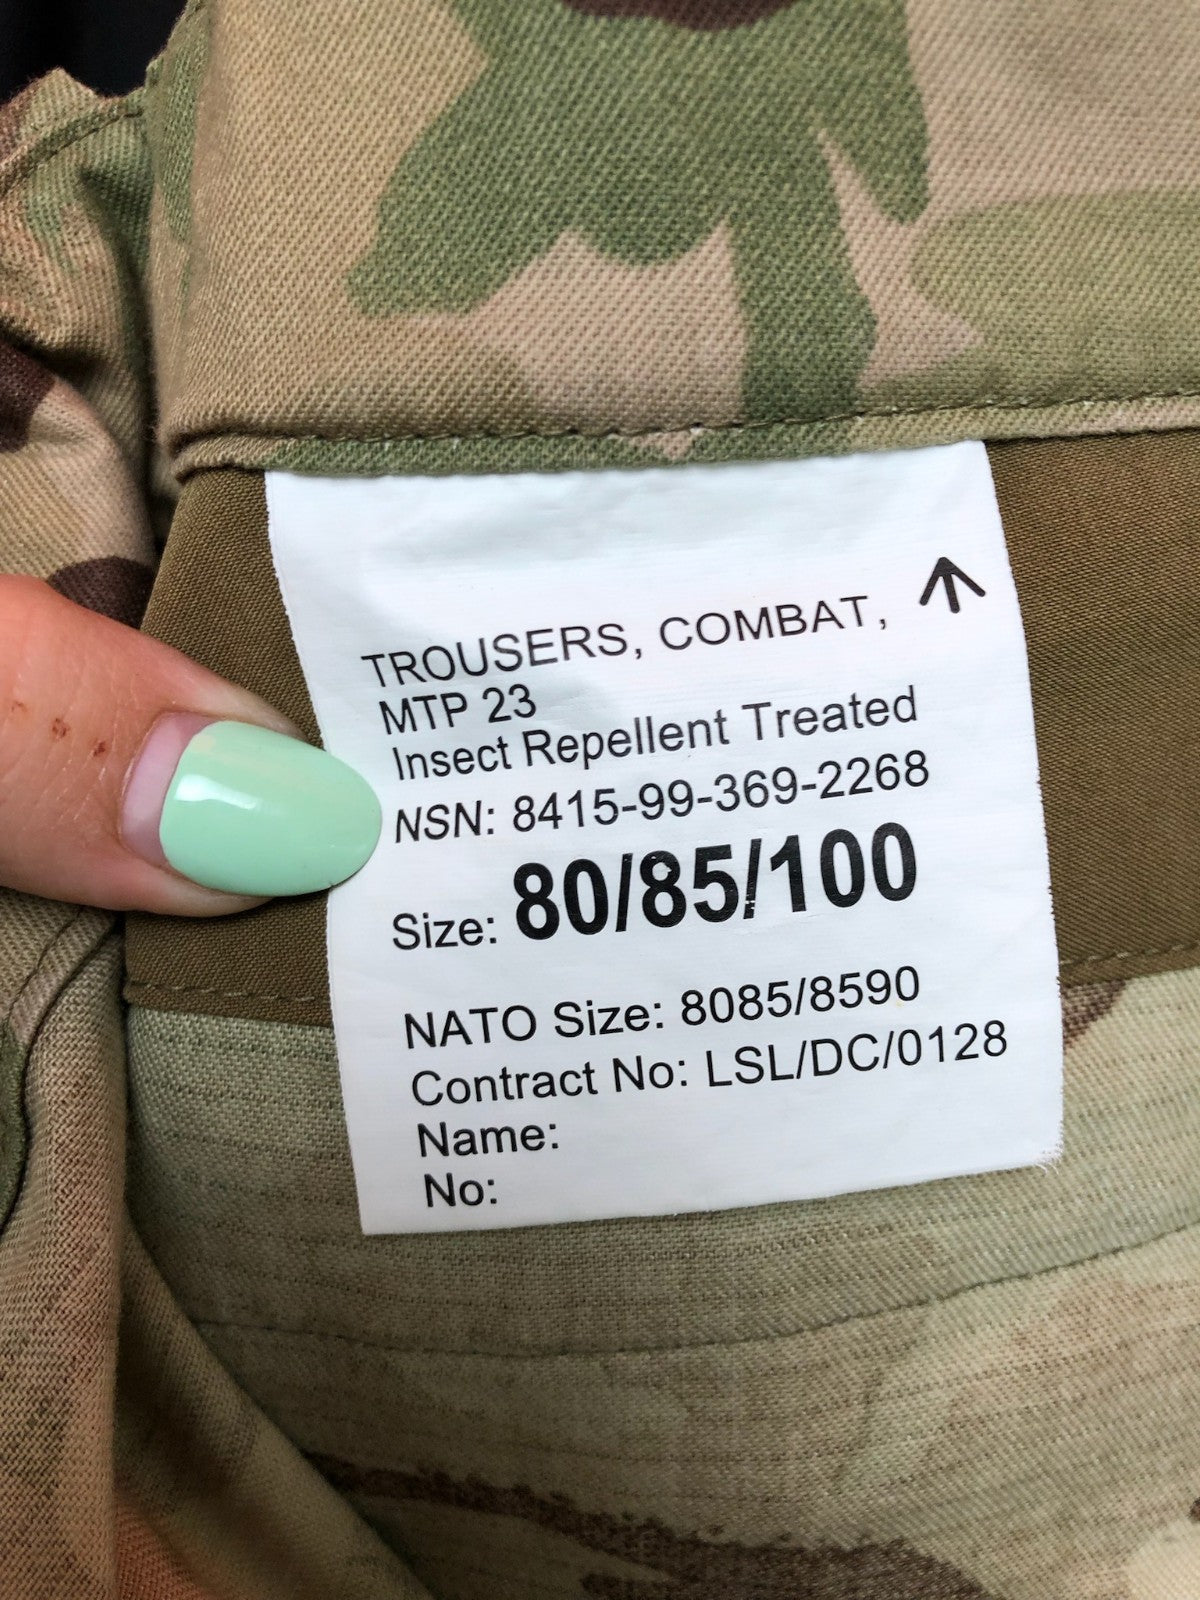 TROUSERS, COMBAT,
MTP 23
Insect Repellent Treated
NSN: 8415-99-369-2268
Size: 80/85/100
NATO Size: 8085/8590
Contract No: LSL/DC/0128
Name:
No: